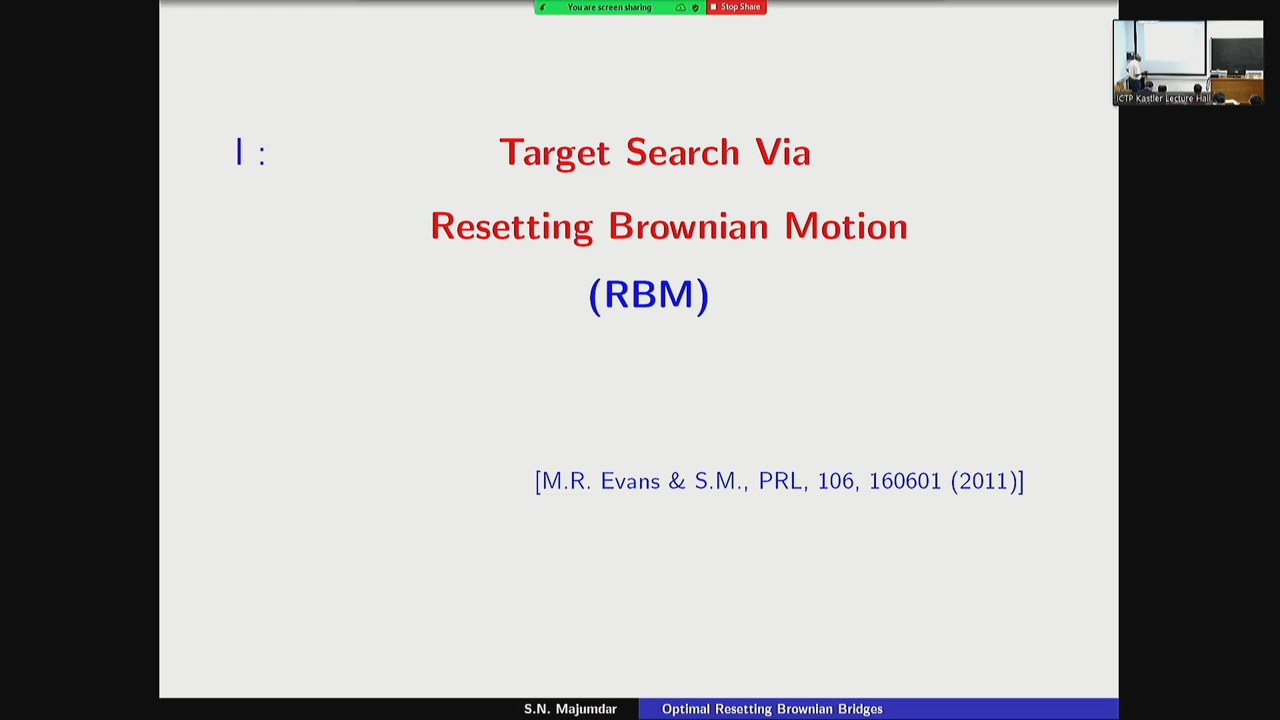 You are screen sharing
Stop Share
ICTP Kastler Lecture Hall
I :
Target Search Via
Resetting Brownian Motion
(RBM)
[M.R. Evans & S.M., PRL, 106, 160601 (2011)]
S.N. Majumdar
Optimal Resetting Brownian Bridges